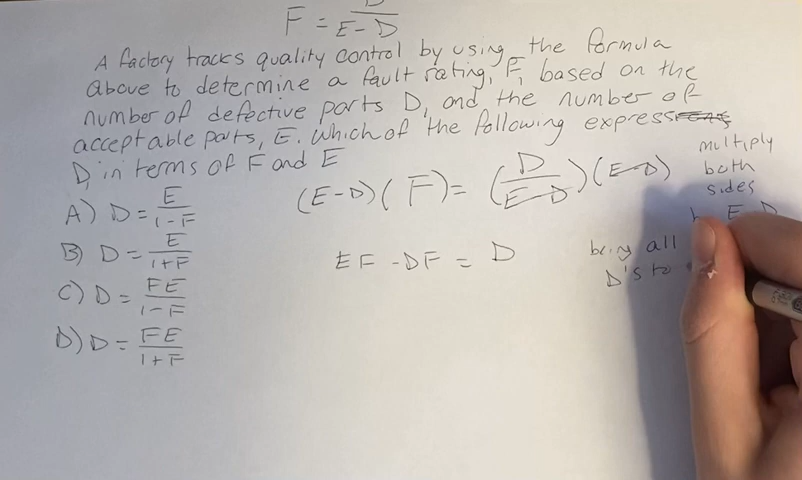 F = D / E - D
A factory tracks quality control by using the formula
above to determine a fault rating, F, based on the
number of defective parts D, and the number of
acceptable parts, E. Which of the following express
D, in terms of F and E
A) D = E / 1-F
B) D = E / 1+F
C) D = FE / 1-F
D) D = FE / 1+F
(E-D)(F) = (D / E-D)(E-D)
multiply
both
sides
E D
EF - DF = D
being all
D's to